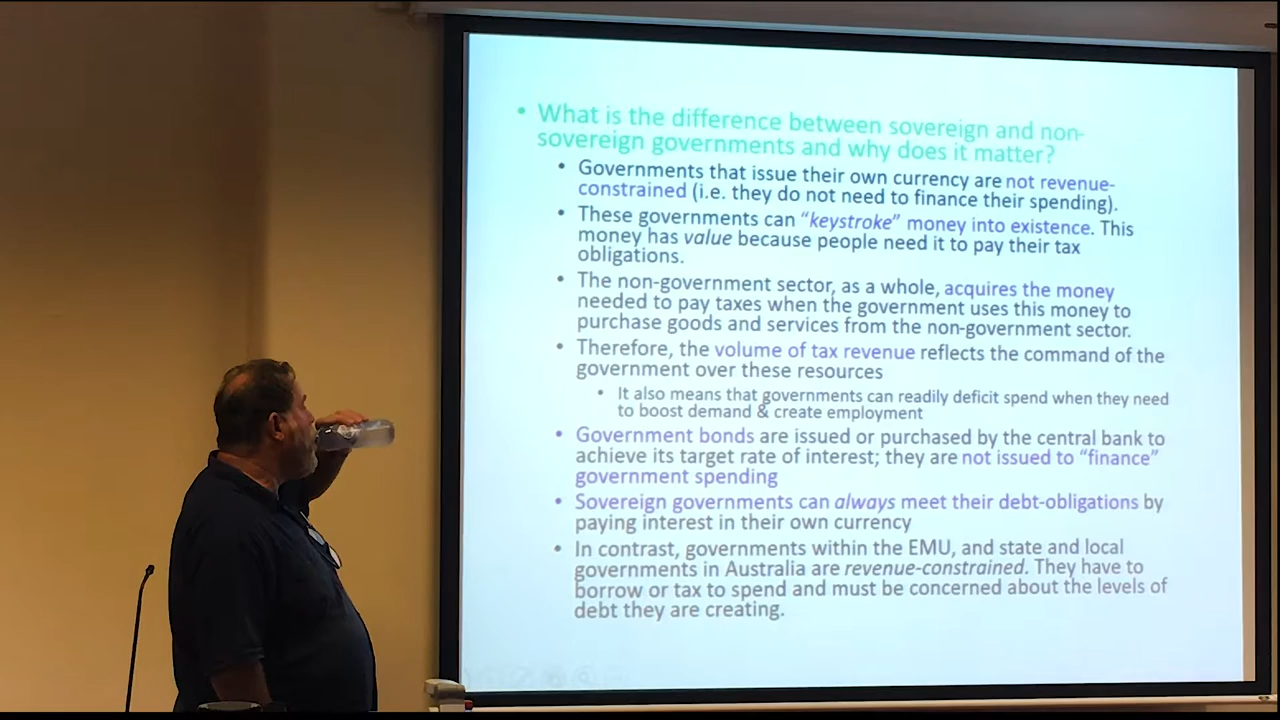 • What is the difference between sovereign and non-
sovereign governments and why does it matter?
• Governments that issue their own currency are not revenue-
constrained (i.e. they do not need to finance their spending).
• These governments can “keystroke” money into existence. This
money has value because people need it to pay their tax
obligations.
• The non-government sector, as a whole, acquires the money
needed to pay taxes when the government uses this money to
purchase goods and services from the non-government sector.
• Therefore, the volume of tax revenue reflects the command of the
government over these resources
• It also means that governments can readily deficit spend when they need
to boost demand & create employment
• Government bonds are issued or purchased by the central bank to
achieve its target rate of interest; they are not issued to “finance”
government spending
• Sovereign governments can always meet their debt-obligations by
paying interest in their own currency
• In contrast, governments within the EMU, and state and local
governments in Australia are revenue-constrained. They have to
borrow or tax to spend and must be concerned about the levels of
debt they are creating.